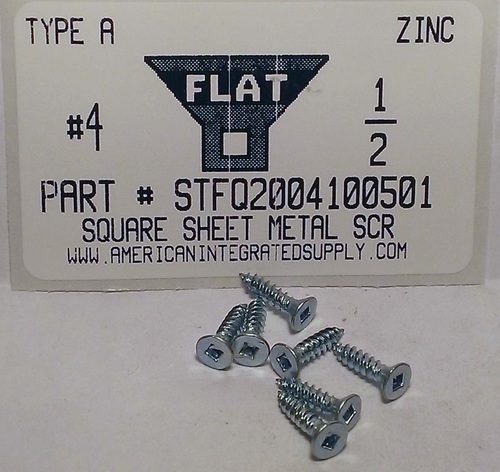 TYPE A ZINC
FLAT
#4 1/2
PART # STFQ2004100501
SQUARE SHEET METAL SCR
WWW.AMERICANINTEGRATEDSUPPLY.COM